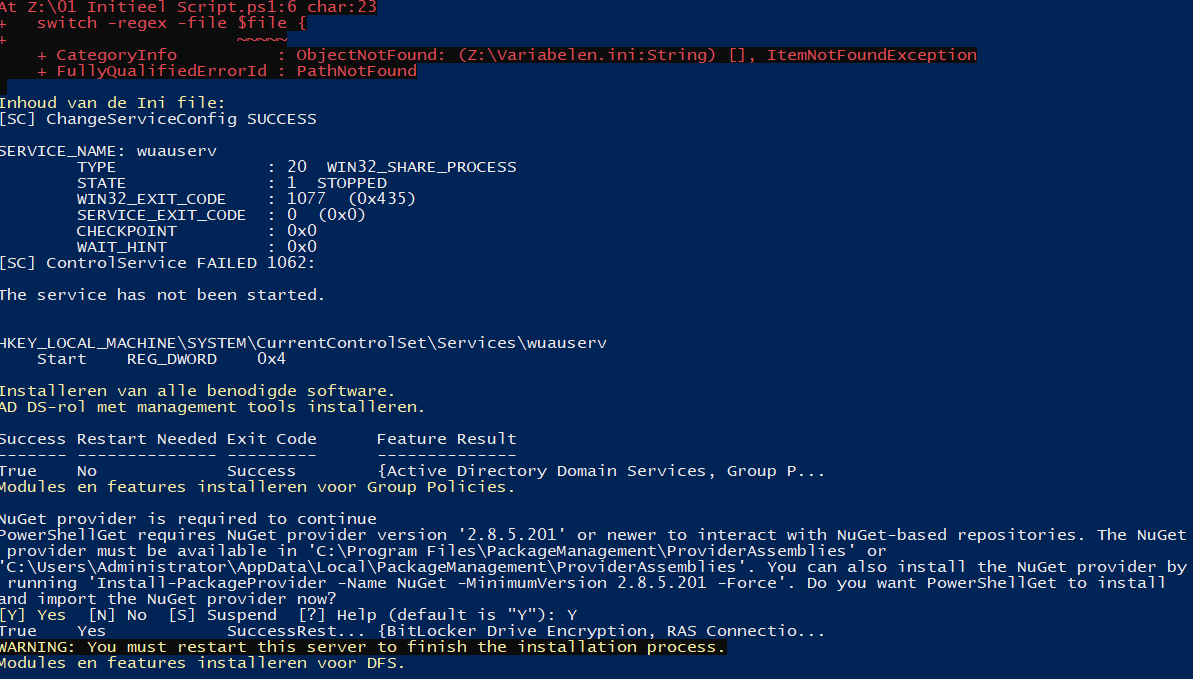 At Z:\01 Initieel Script.ps1:6 char:23
+   switch -regex -file $file {
+                       ~~~~~
    + CategoryInfo          : ObjectNotFound: (Z:\Variabelen.ini:String) [], ItemNotFoundException
    + FullyQualifiedErrorId : PathNotFound
Inhoud van de Ini file:
[SC] ChangeServiceConfig SUCCESS
SERVICE_NAME: wuauserv
        TYPE               : 20  WIN32_SHARE_PROCESS
        STATE              : 1  STOPPED
        WIN32_EXIT_CODE    : 1077  (0x435)
        SERVICE_EXIT_CODE  : 0  (0x0)
        CHECKPOINT         : 0x0
        WAIT_HINT          : 0x0
[SC] ControlService FAILED 1062:
The service has not been started.
HKEY_LOCAL_MACHINE\SYSTEM\CurrentControlSet\Services\wuauserv
    Start    REG_DWORD    0x4
Installeren van alle benodigde software.
AD DS-rol met management tools installeren.
Success Restart Needed Exit Code      Feature Result
------- -------------- ---------      --------------
True    No             Success        {Active Directory Domain Services, Group P...
Modules en features installeren voor Group Policies.
NuGet provider is required to continue
PowerShellGet requires NuGet provider version '2.8.5.201' or newer to interact with NuGet-based repositories. The NuGet
 provider must be available in 'C:\Program Files\PackageManagement\ProviderAssemblies' or
'C:\Users\Administrator\AppData\Local\PackageManagement\ProviderAssemblies'. You can also install the NuGet provider by
 running 'Install-PackageProvider -Name NuGet -MinimumVersion 2.8.5.201 -Force'. Do you want PowerShellGet to install
and import the NuGet provider now?
[Y] Yes  [N] No  [S] Suspend  [?] Help (default is "Y"): Y
True    Yes            SuccessRest... {BitLocker Drive Encryption, RAS Connectio...
WARNING: You must restart this server to finish the installation process.
Modules en features installeren voor DFS.